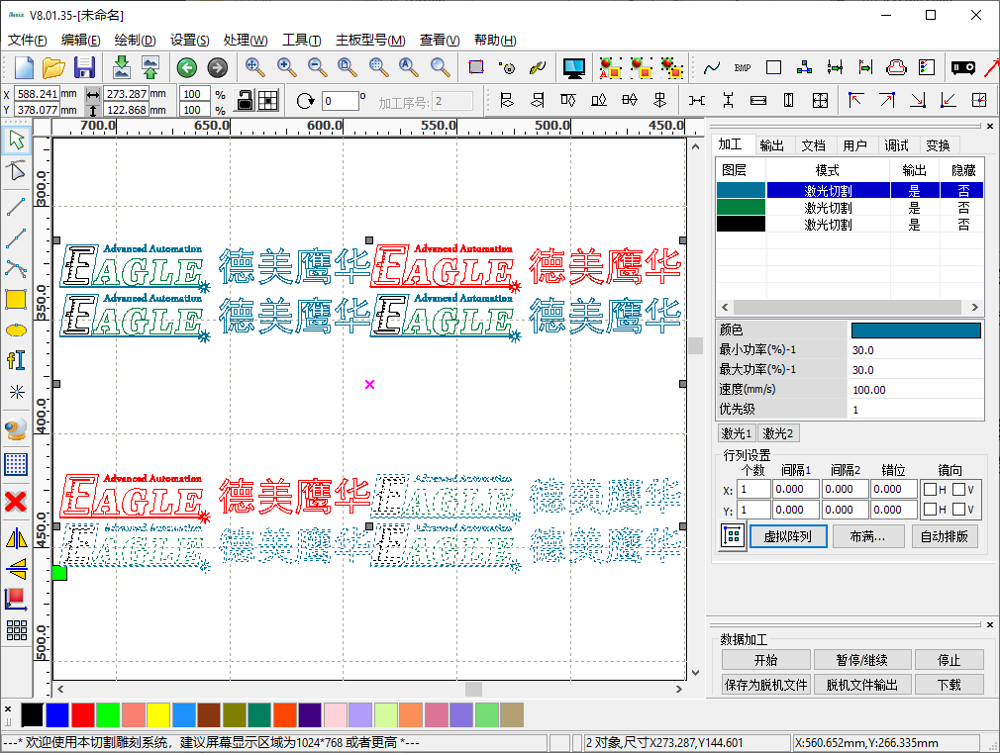 V8.01.35-[未命名]
文件(F) 编辑(E) 绘制(D) 设置(S) 处理(W) 工具(T) 主板型号(M) 查看(V) 帮助(H)
BMP
X 588.241 mm 273.287 mm 100 %
Y 378.077 mm 122.868 mm 100 %
0 °
加工序号: 2
700.0 650.0 600.0 550.0 500.0 450.0
300.0
350.0
400.0
450.0
500.0
Advanced Automation
EAGLE 德美鹰华
Advanced Automation
EAGLE 德美鹰华
Advanced Automation
EAGLE 德美鹰华
Advanced Automation
EAGLE 德美鹰华
Advanced Automation
EAGLE 德美鹰华
EAGLE 德美鹰华
EAGLE 德美鹰华
EAGLE 德美鹰华
加工 输出 文档 用户 调试 变换
图层 模式 输出 隐藏
激光切割 是 否
激光切割 是 否
激光切割 是 否
颜色
最小功率(%)-1 30.0
最大功率(%)-1 30.0
速度(mm/s) 100.00
优先级 1
激光1 激光2
行列设置
个数 间隔1 间隔2 错位 镜向
X: 1 0.000 0.000 0.000 H V
Y: 1 0.000 0.000 0.000 H V
虚拟阵列 布满... 自动排版
数据加工
开始 暂停/继续 停止
保存为脱机文件 脱机文件输出 下载
---* 欢迎使用本切割雕刻系统，建议屏幕显示区域为1024*768 或者更高 *---
2 对象,尺寸X273.287,Y144.601
X:560.652mm,Y:266.335mm